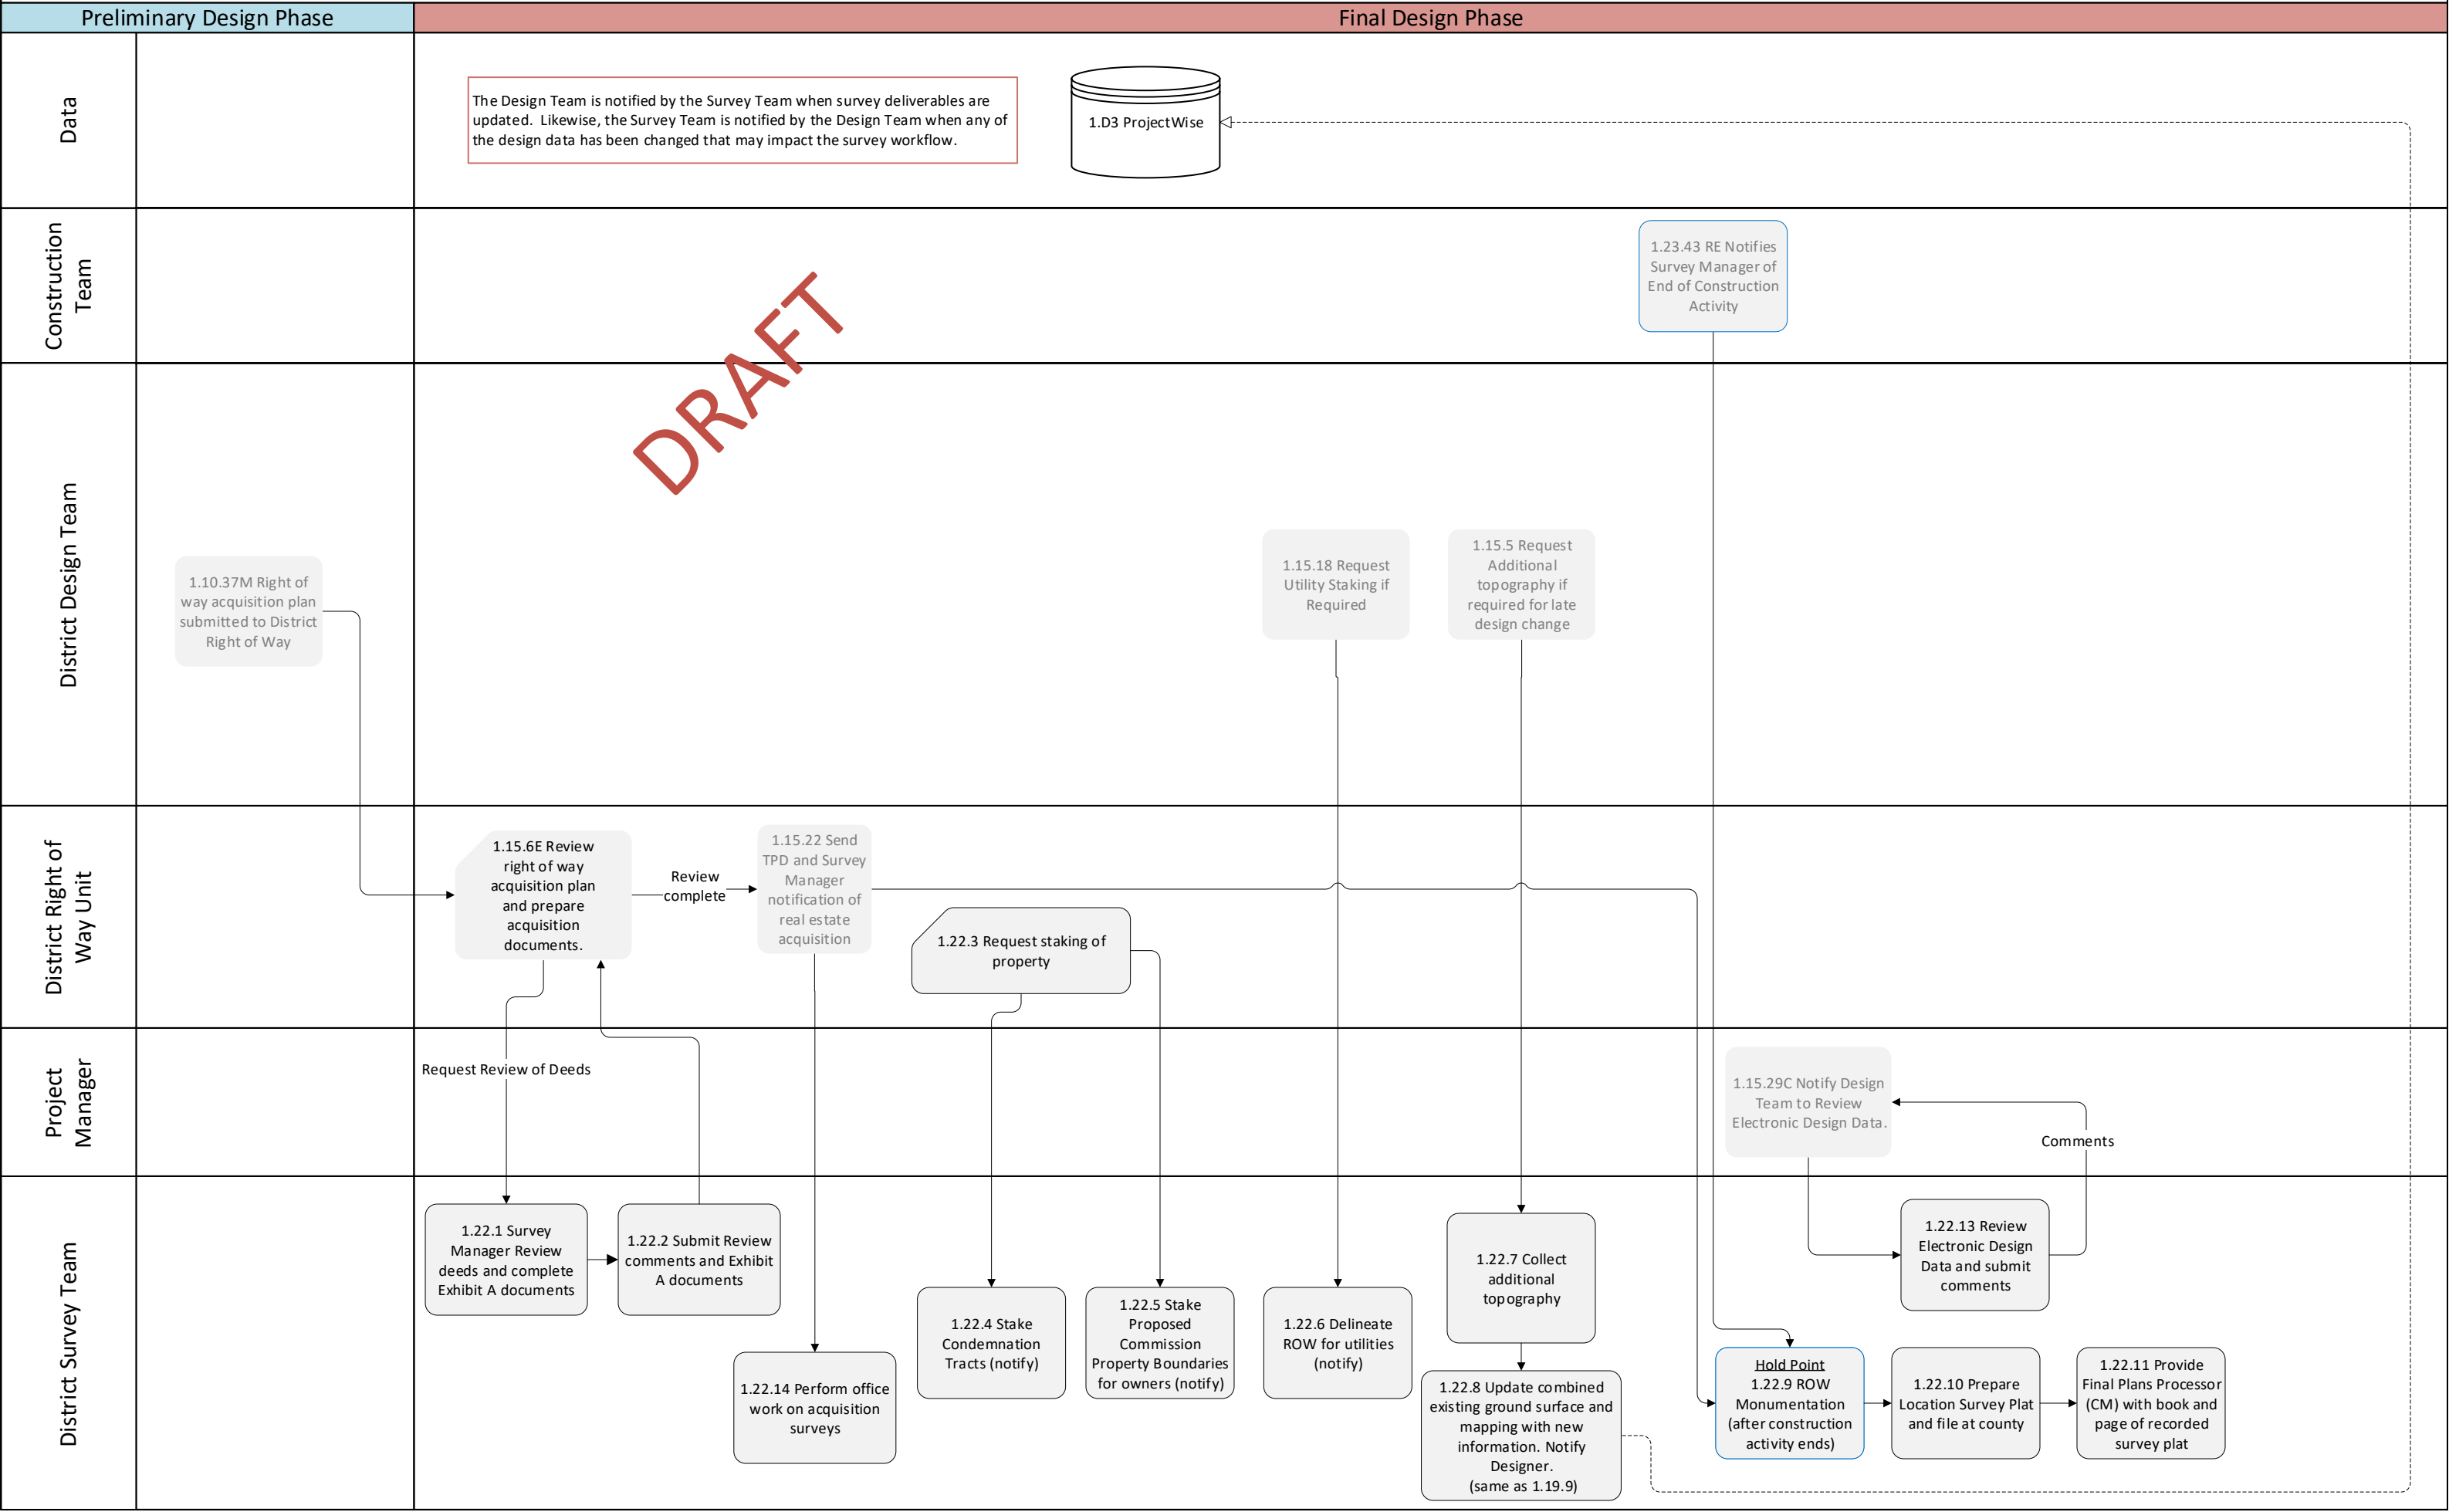 Preliminary Design Phase
Final Design Phase
Data
The Design Team is notified by the Survey Team when survey deliverables are
updated. Likewise, the Survey Team is notified by the Design Team when any of
the design data has been changed that may impact the survey workflow.
1.D3 ProjectWise
Construction
Team
1.23.43 RE Notifies
Survey Manager of
End of Construction
Activity
DRAFT
District Design Team
1.10.37M Right of
way acquisition plan
submitted to District
Right of Way
1.15.18 Request
Utility Staking if
Required
1.15.5 Request
Additional
topography if
required for late
design change
District Right of
Way Unit
1.15.6E Review
right of way
acquisition plan
and prepare
acquisition
documents.
Review
complete
1.15.22 Send
TPD and Survey
Manager
notification of
real estate
acquisition
1.22.3 Request staking of
property
Project
Manager
Request Review of Deeds
1.15.29C Notify Design
Team to Review
Electronic Design Data.
Comments
District Survey Team
1.22.1 Survey
Manager Review
deeds and complete
Exhibit A documents
1.22.2 Submit Review
comments and Exhibit
A documents
1.22.14 Perform office
work on acquisition
surveys
1.22.4 Stake
Condemnation
Tracts (notify)
1.22.5 Stake
Proposed
Commission
Property Boundaries
for owners (notify)
1.22.6 Delineate
ROW for utilities
(notify)
1.22.7 Collect
additional
topography
1.22.8 Update combined
existing ground surface and
mapping with new
information. Notify
Designer.
(same as 1.19.9)
1.22.13 Review
Electronic Design
Data and submit
comments
Hold Point
1.22.9 ROW
Monumentation
(after construction
activity ends)
1.22.10 Prepare
Location Survey Plat
and file at county
1.22.11 Provide
Final Plans Processor
(CM) with book and
page of recorded
survey plat